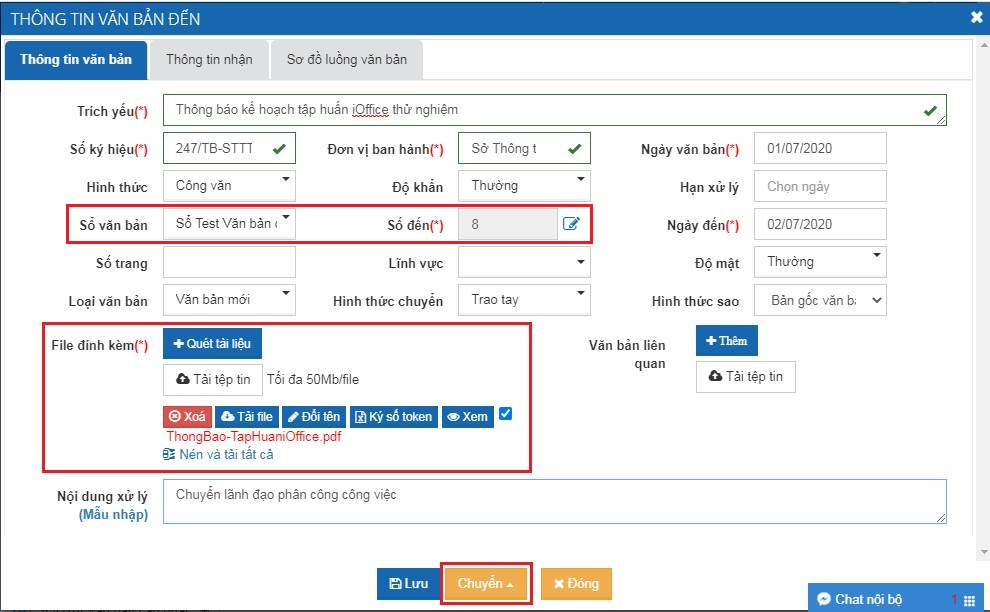 THÔNG TIN VĂN BẢN ĐẾN
Thông tin văn bản Thông tin nhận Sơ đồ luồng văn bản
Trích yếu(*) Thông báo kế hoạch tập huấn iOffice thử nghiệm
Số ký hiệu(*) 247/TB-STTT Đơn vị ban hành(*) Sở Thông t Ngày văn bản(*) 01/07/2020
Hình thức Công văn Độ khẩn Thường Hạn xử lý Chọn ngày
Sổ văn bản Sổ Test Văn bản Số đến(*) 8 Ngày đến(*) 02/07/2020
Số trang Lĩnh vực Độ mật Thường
Loại văn bản Văn bản mới Hình thức chuyển Trao tay Hình thức sao Bản gốc văn
File đính kèm(*) Quét tài liệu Văn bản liên quan Thêm
Tải tệp tin Tối đa 50Mb/file Tải tệp tin
Xoá Tải file Đổi tên Ký số token Xem
ThongBao-TapHuaniOffice.pdf
Nén và tải tất cả
Nội dung xử lý Chuyển lãnh đạo phân công công việc
(Mẫu nhập)
Lưu Chuyển Đóng
Chat nội bộ 1